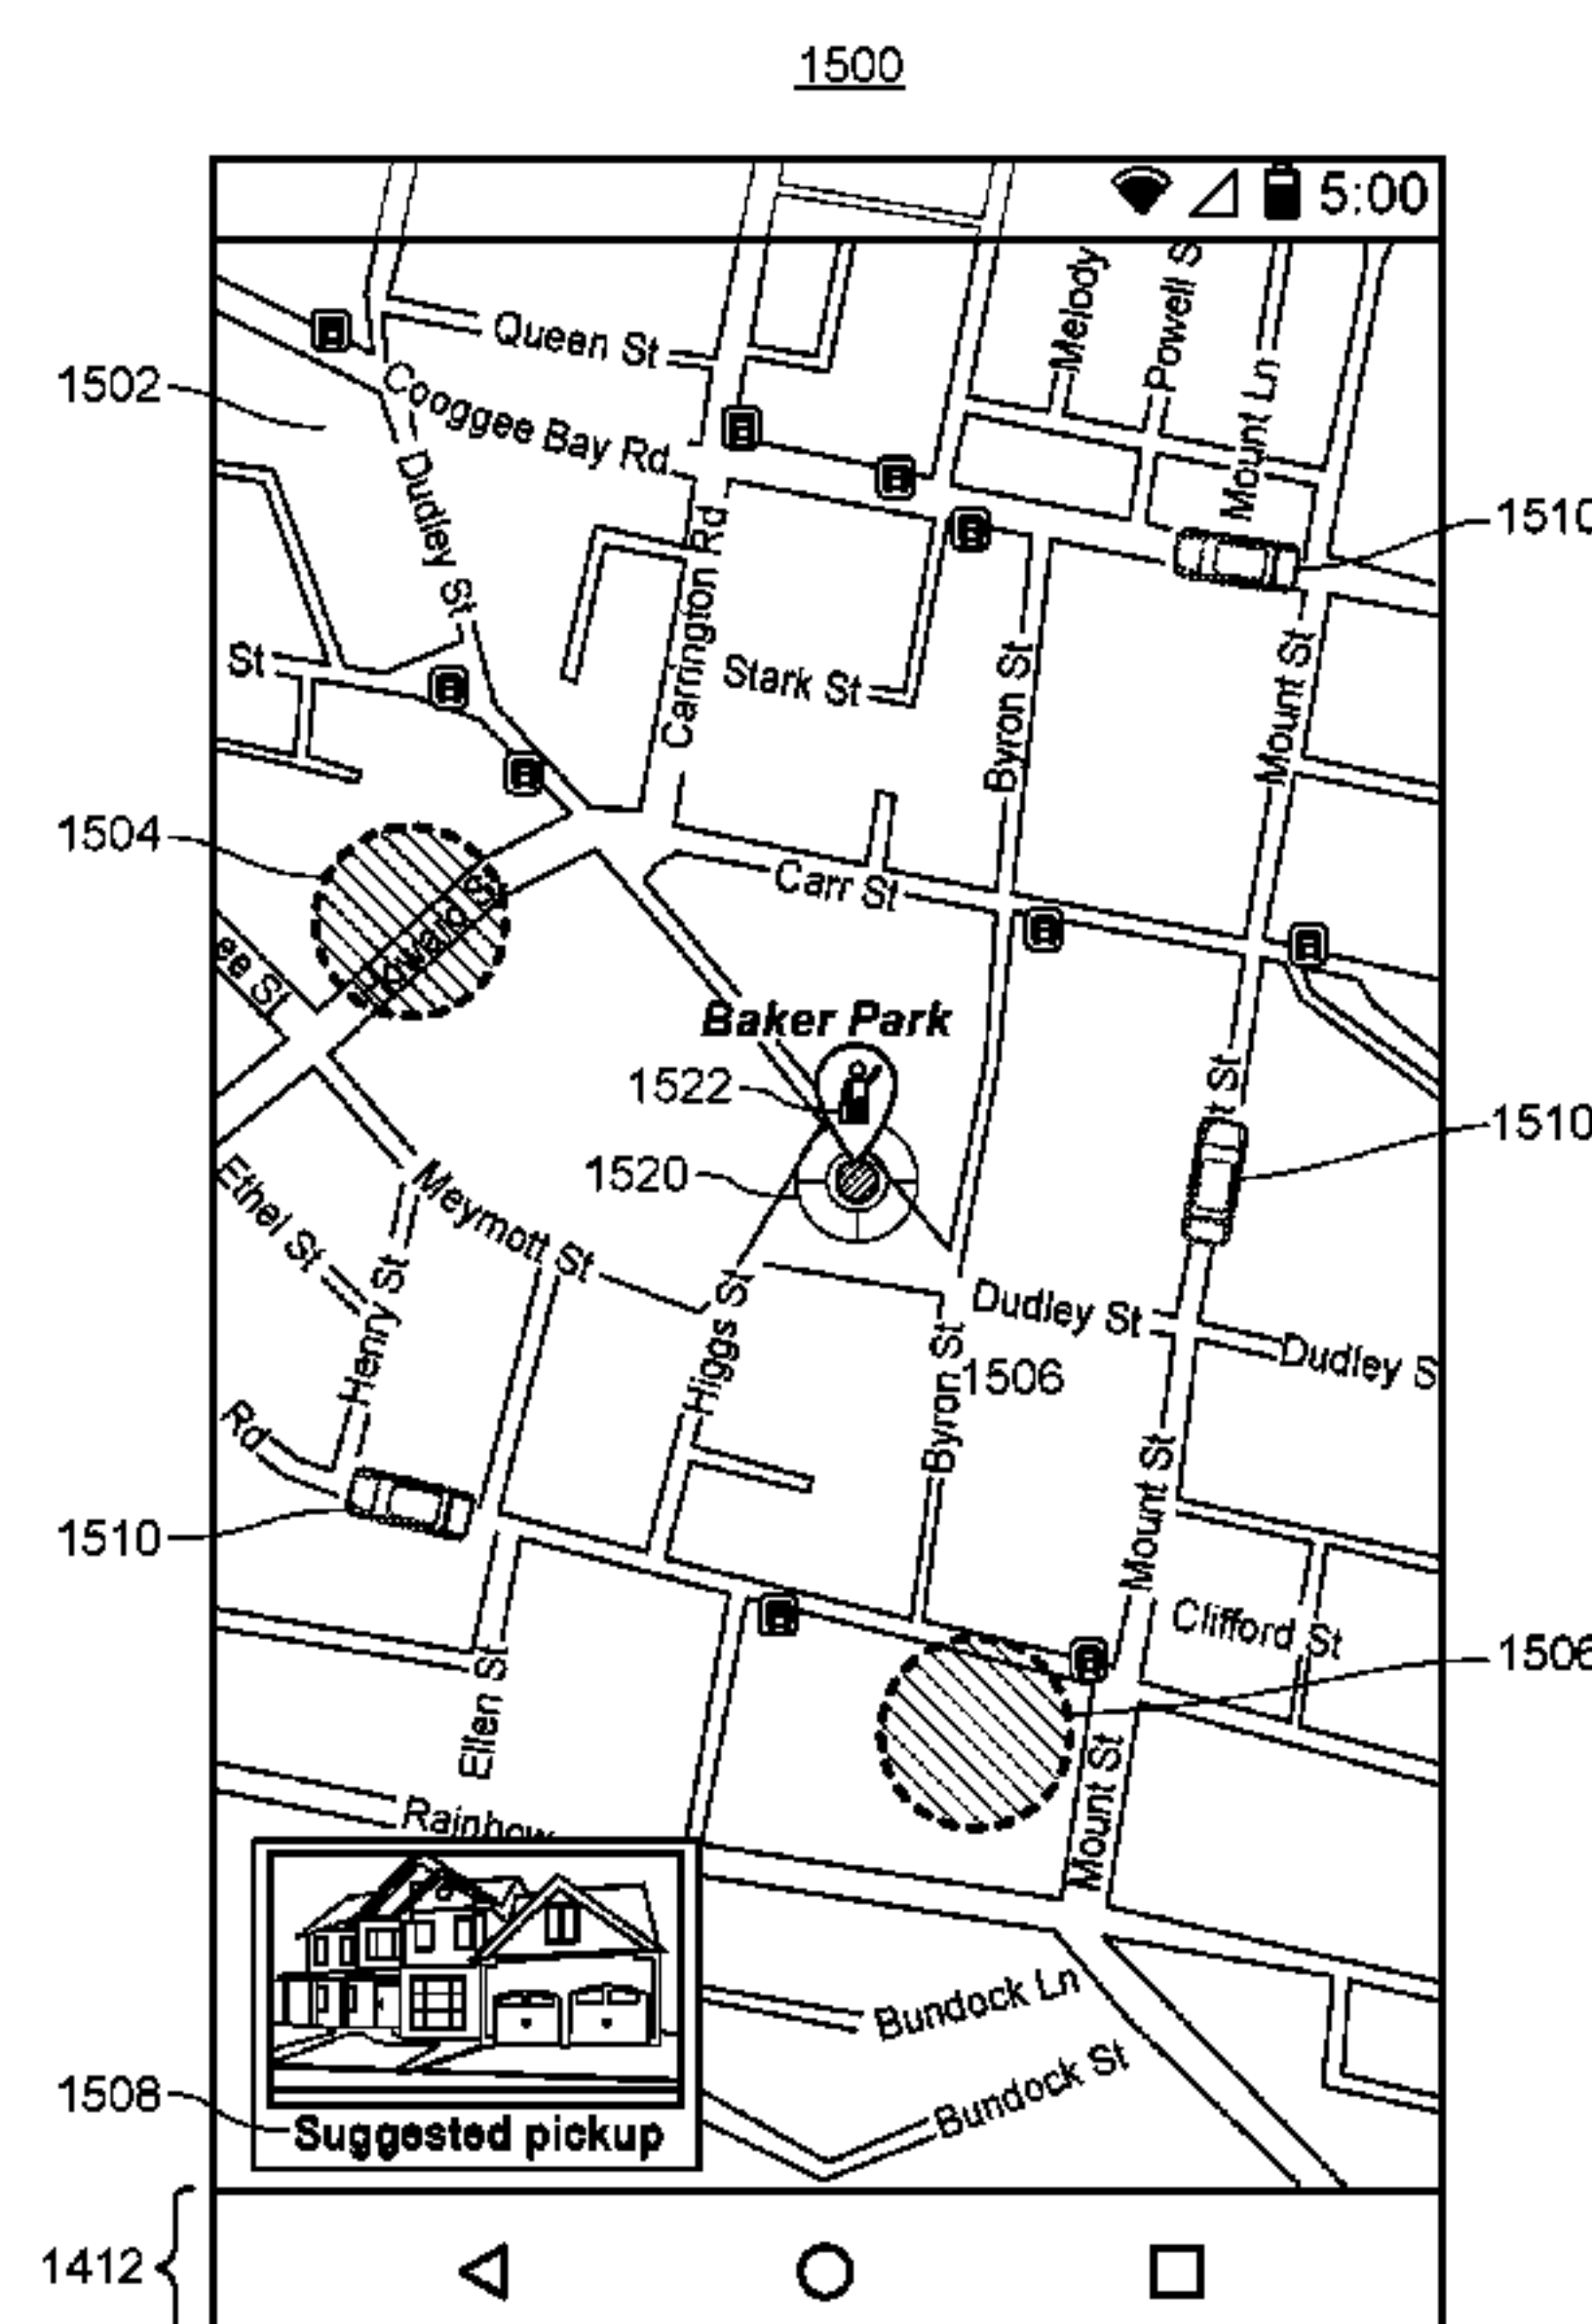 1500
5:00
Melody
Powell S
Queen St
Mount Ln
1502
Cooggee Bay Rd
Dudley St
1510
Carrington Rd
St
Stark St
Byron St
Mount St
1504
Carr St
ee St
Baker Park
1522
St
1510
1520
Ethel St
Meymott St
Henry St
Higgs St
Dudley St
Dudley S
Byron St
1506
Rd
Mount St
1510
Clifford St
1506
Ellen St
Mount St
Rainbow
Bundock Ln
Bundock St
1508
Suggested pickup
1412